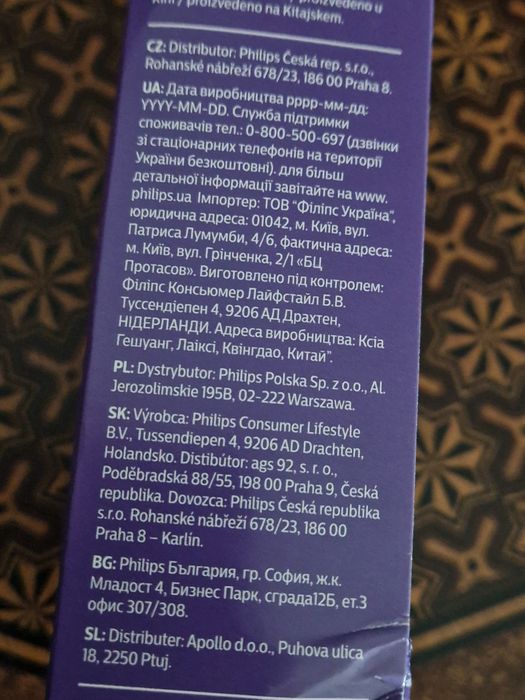 proizvedeno u
Kini / proizvedeno na Kitajskem.
CZ: Distributor: Philips Česká rep. s.r.o.,
Rohanské nábřeží 678/23, 186 00 Praha 8.
UA: Дата виробництва рррр-мм-дд:
YYYY-MM-DD. Служба підтримки
споживачів тел.: 0-800-500-697 (дзвінки
зі стаціонарних телефонів на території
України безкоштовні). для більш
детальної інформації завітайте на www.
philips.ua Імпортер: ТОВ "Філіпс Україна",
юридична адреса: 01042, м. Київ, вул.
Патриса Лумумби, 4/6, фактична адреса:
м. Київ, вул. Грінченка, 2/1 «БЦ
Протасов». Виготовлено під контролем:
Філіпс Консьюмер Лайфстайл Б.В.
Туссендієпен 4, 9206 АД Драхтен,
НІДЕРЛАНДИ. Адреса виробництва: Ксіа
Гешуанг, Лаіксі, Квінгдао, Китай".
PL: Dystrybutor: Philips Polska Sp. z o.o., Al.
Jerozolimskie 195B, 02-222 Warszawa.
SK: Výrobca: Philips Consumer Lifestyle
B.V., Tussendiepen 4, 9206 AD Drachten,
Holandsko. Distibútor: ags 92, s. r. o.,
Poděbradská 88/55, 198 00 Praha 9, Česká
republika. Dovozca: Philips Česká republika
s.r.o. Rohanské nábřeží 678/23, 186 00
Praha 8 – Karlín.
BG: Philips България, гр. София, ж.к.
Младост 4, Бизнес Парк, сграда12Б, ет.3
офис 307/308.
SL: Distributer: Apollo d.o.o., Puhova ulica
18, 2250 Ptuj.